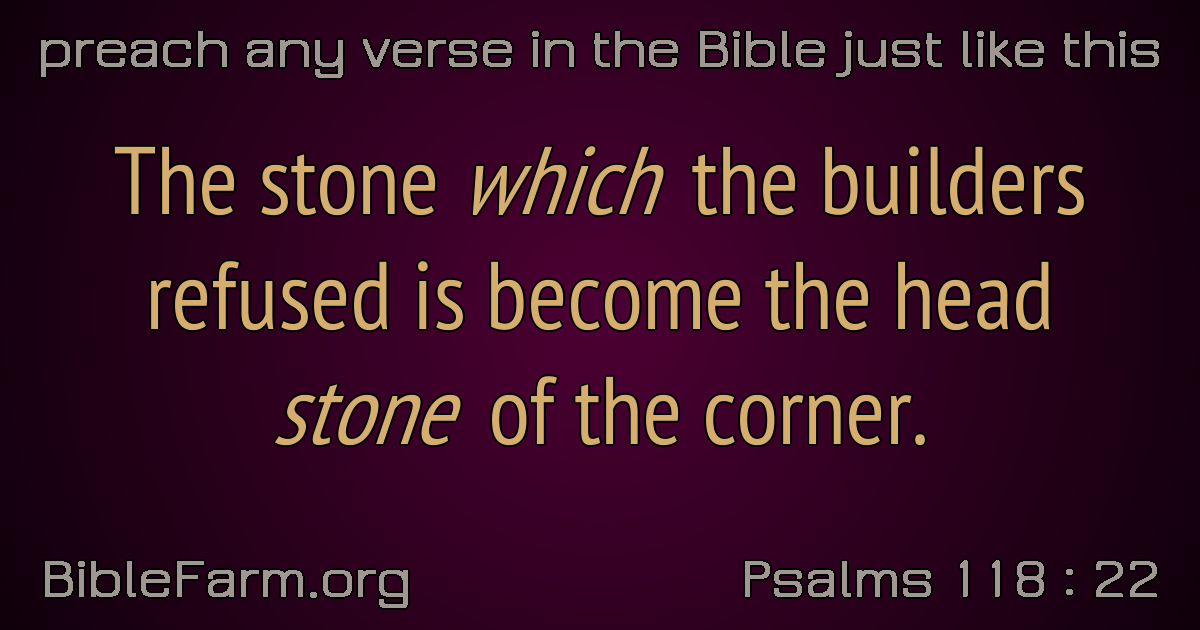 preach any verse in the Bible just like this
The stone which the builders
refused is become the head
stone of the corner.
BibleFarm.org
Psalms 118 : 22